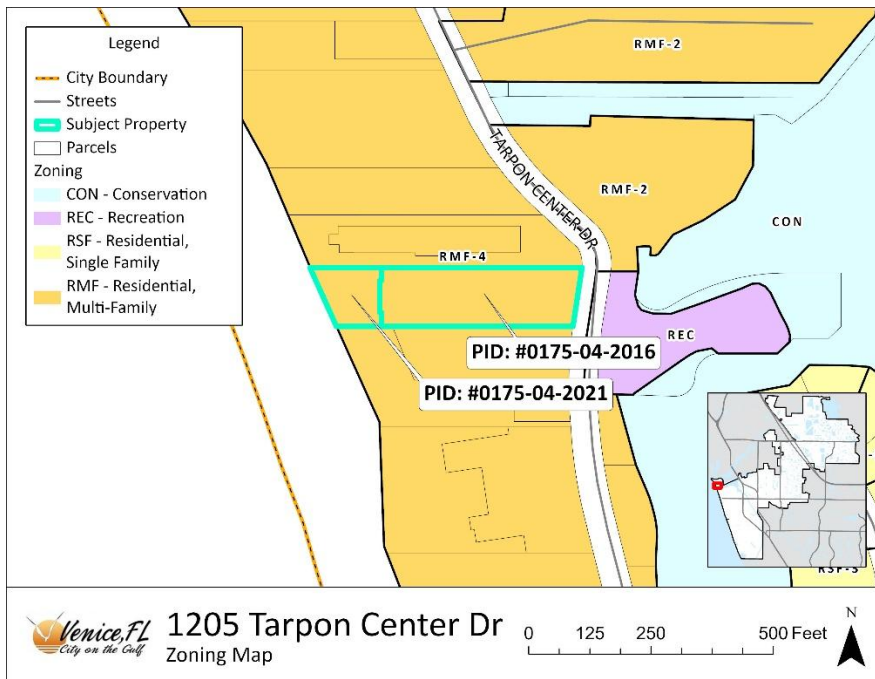 Legend
City Boundary
Streets
Subject Property
Parcels
Zoning
CON - Conservation
REC - Recreation
RSF - Residential,
Single Family
RMF - Residential,
Multi-Family
RMF-2
TARPON CENTER DR
RMF-2
CON
RMF-4
REC
PID: #0175-04-2016
PID: #0175-04-2021
RSF-3
Venice, FL
City on the Gulf
1205 Tarpon Center Dr
Zoning Map
0 125 250 500 Feet
N